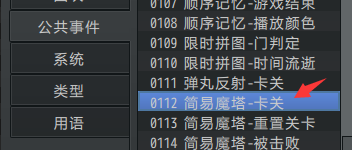 0107 顺序记忆-游戏结束
公共事件
0108 顺序记忆-播放颜色
0109 限时拼图-门判定
系统
0110 限时拼图-时间流逝
0111 弹丸反射-卡关
类型
0112 简易魔塔-卡关
用语
0113 简易魔塔-重置关卡
0114 简易魔塔-被击败